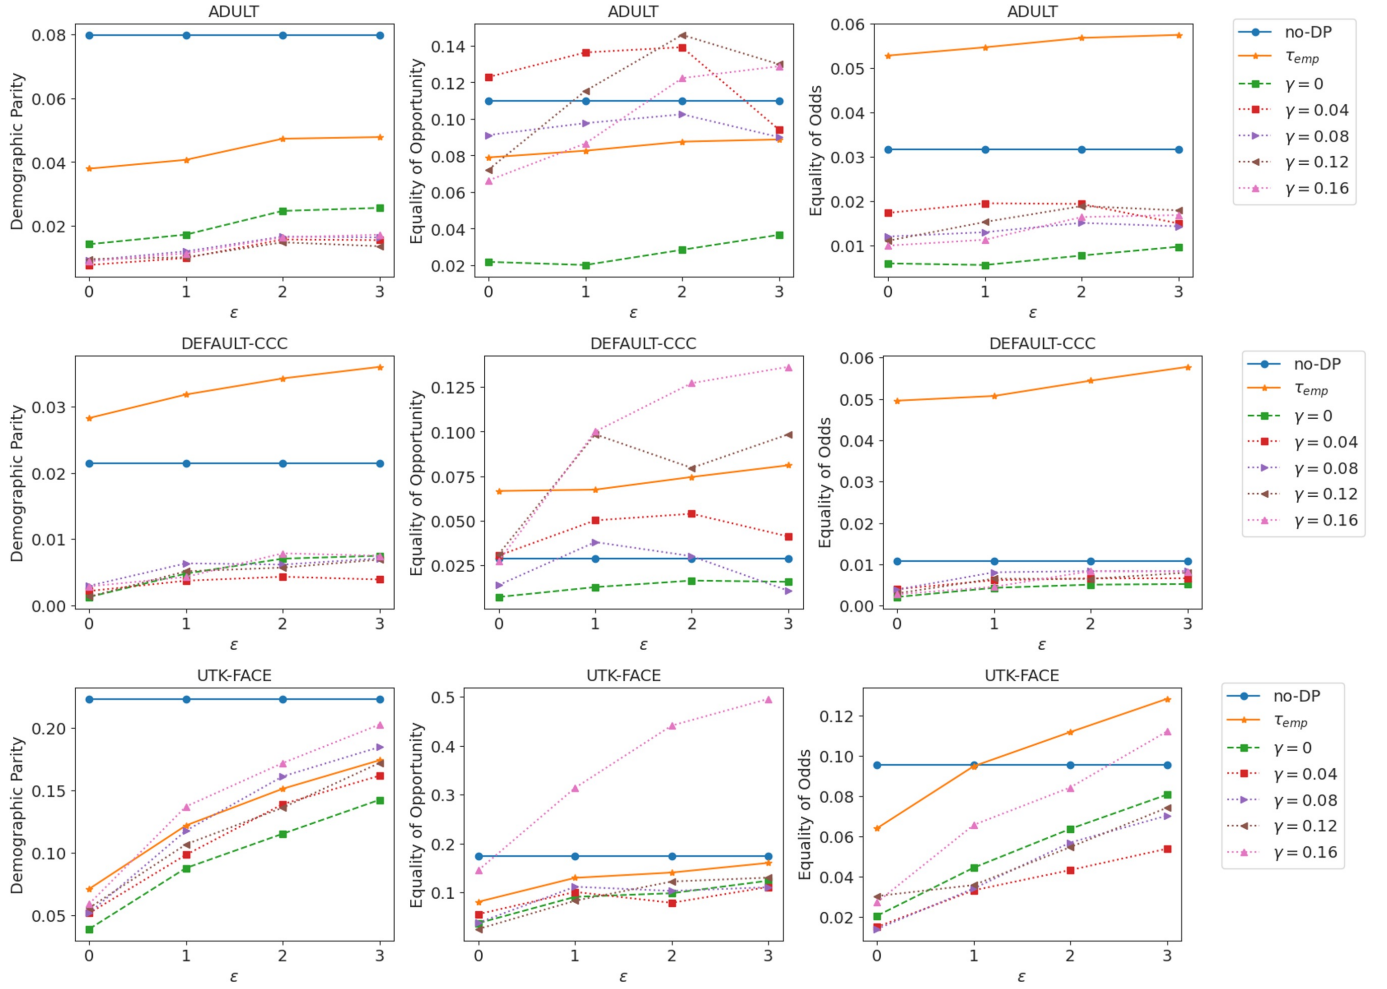 ADULT
Demographic Parity
0.08
0.06
0.04
0.02
0 1 2 3
ε
ADULT
Equality of Opportunity
0.14
0.12
0.10
0.08
0.06
0.04
0.02
0 1 2 3
ε
ADULT
Equality of Odds
0.06
0.05
0.04
0.03
0.02
0.01
0 1 2 3
ε
no-DP
τemp
γ = 0
γ = 0.04
γ = 0.08
γ = 0.12
γ = 0.16
DEFAULT-CCC
Demographic Parity
0.03
0.02
0.01
0.00
0 1 2 3
ε
DEFAULT-CCC
Equality of Opportunity
0.125
0.100
0.075
0.050
0.025
0 1 2 3
ε
DEFAULT-CCC
Equality of Odds
0.06
0.05
0.04
0.03
0.02
0.01
0.00
0 1 2 3
ε
no-DP
τemp
γ = 0
γ = 0.04
γ = 0.08
γ = 0.12
γ = 0.16
UTK-FACE
Demographic Parity
0.20
0.15
0.10
0.05
0 1 2 3
ε
UTK-FACE
Equality of Opportunity
0.5
0.4
0.3
0.2
0.1
0 1 2 3
ε
UTK-FACE
Equality of Odds
0.12
0.10
0.08
0.06
0.04
0.02
0 1 2 3
ε
no-DP
τemp
γ = 0
γ = 0.04
γ = 0.08
γ = 0.12
γ = 0.16